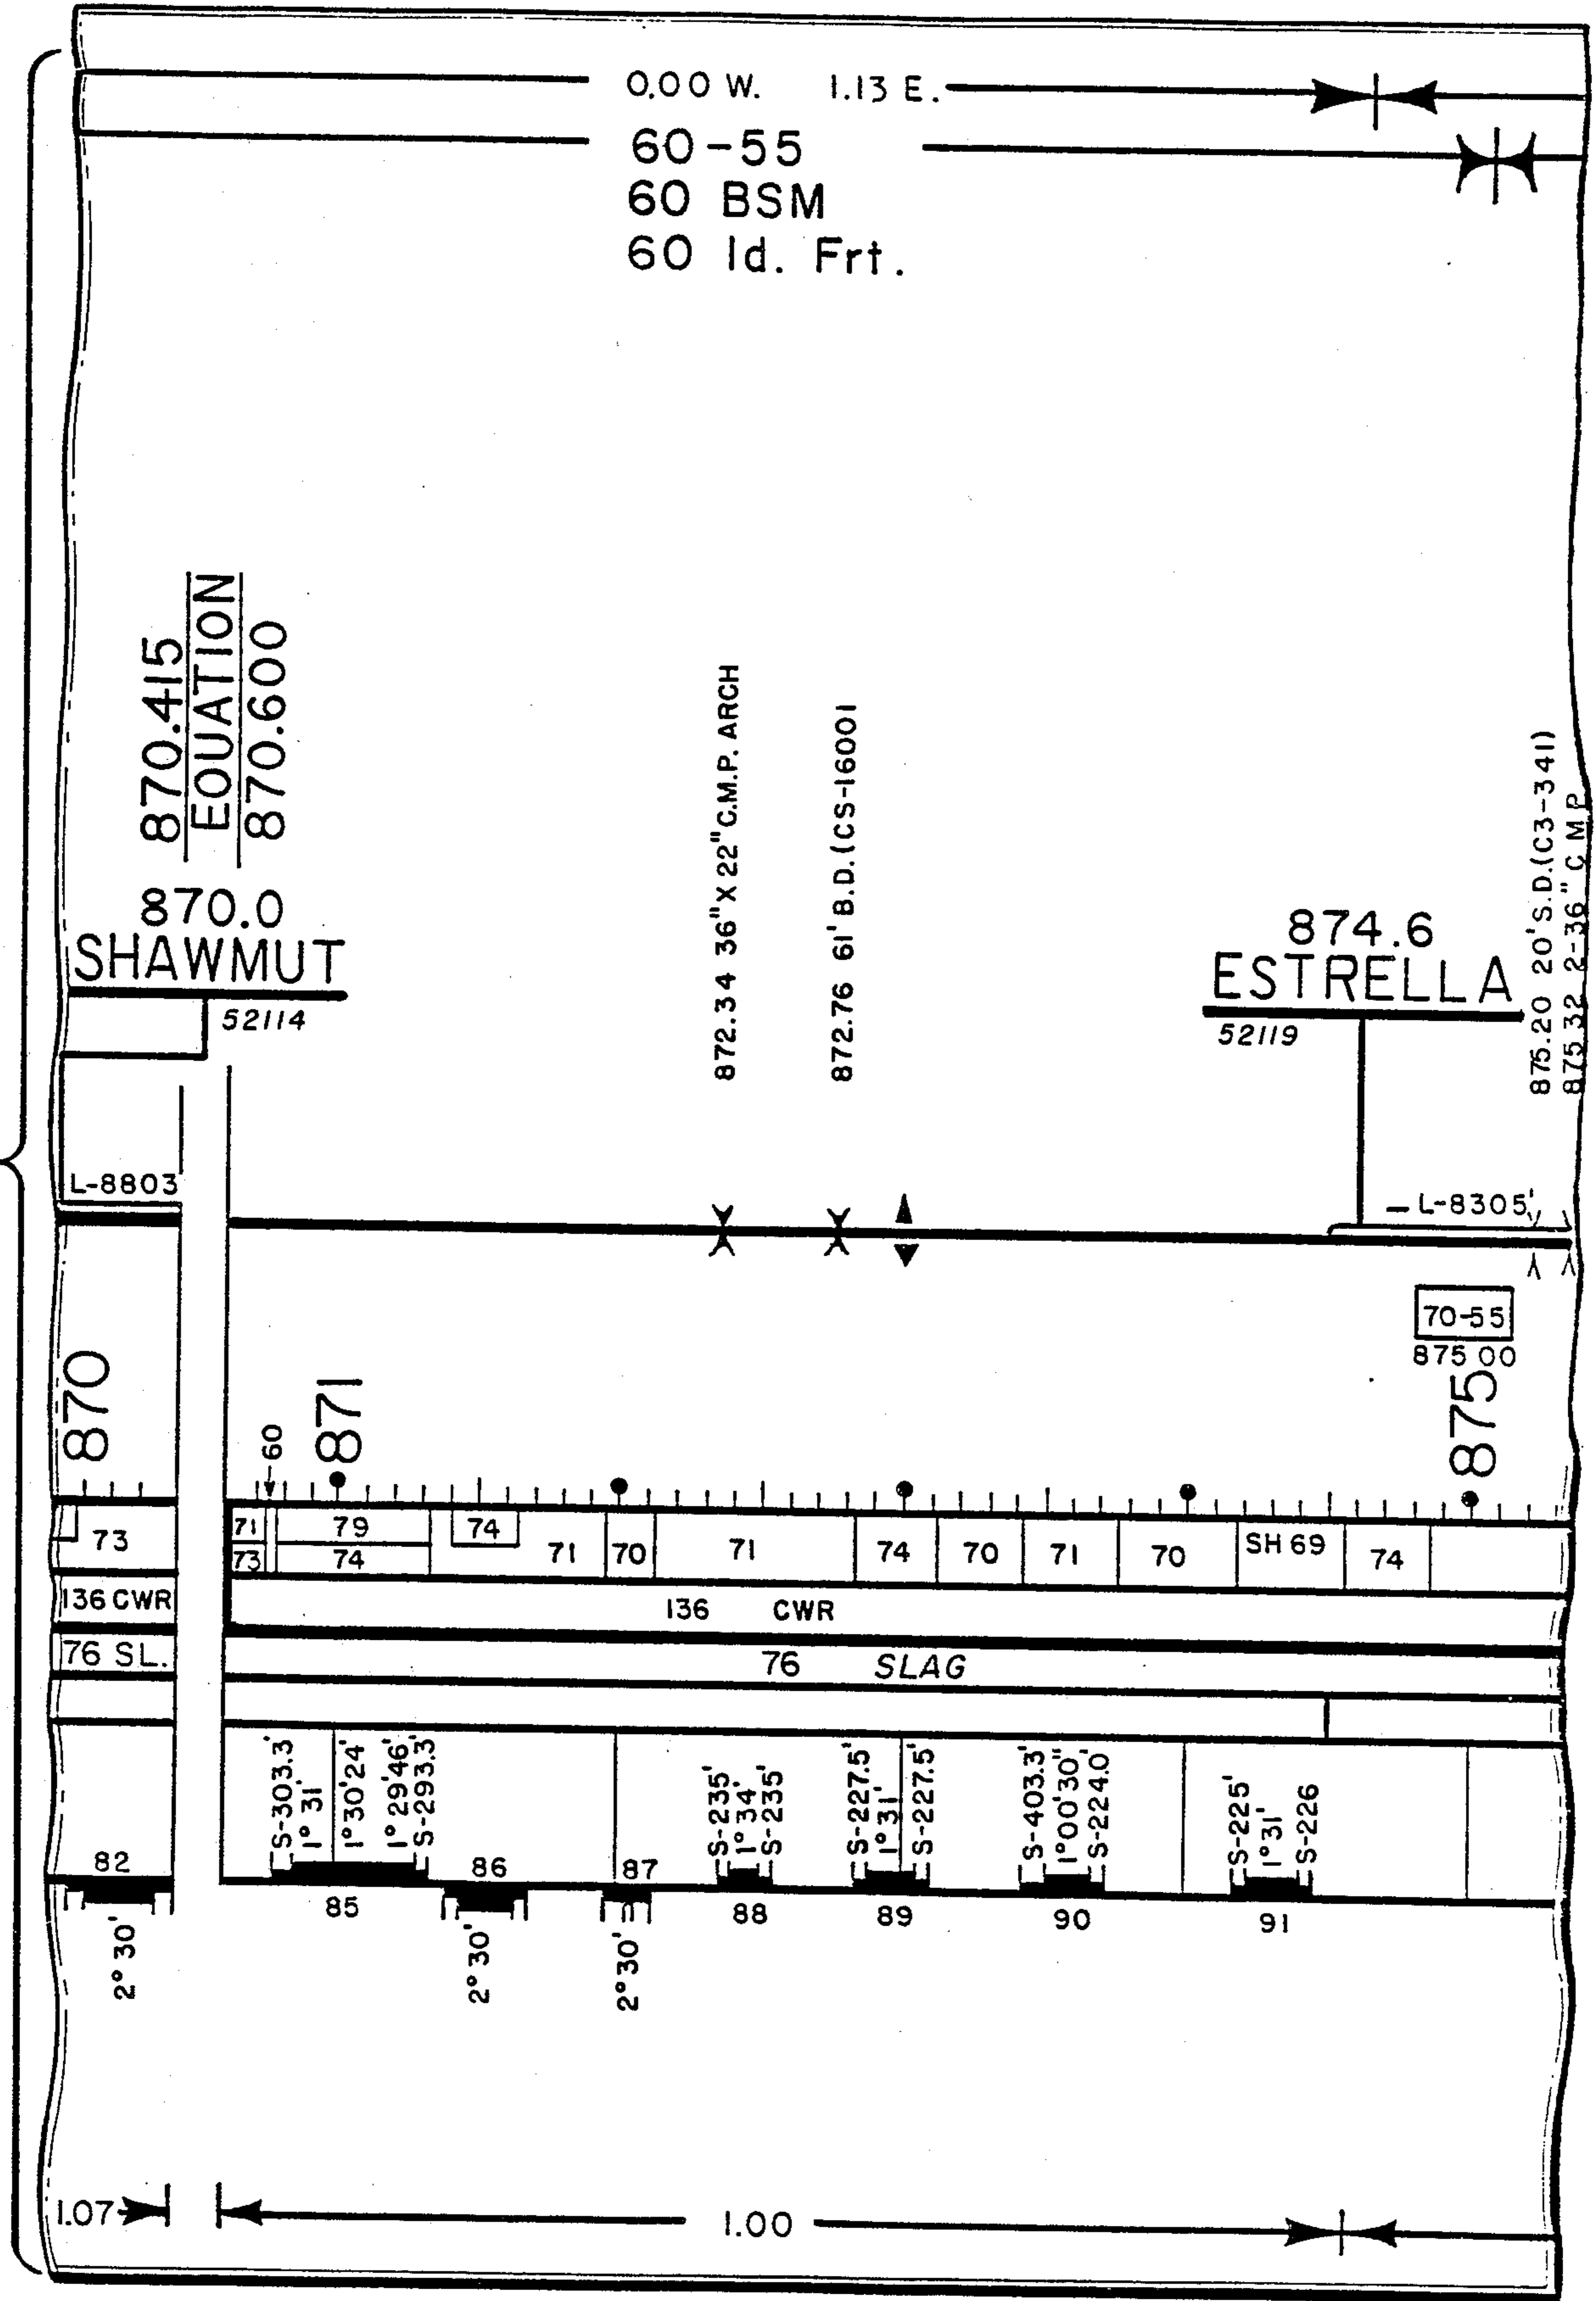 0.00 W. 1.13 E.
60-55
60 BSM
60 ld. Frt.
870.415
EQUATION
870.600
870.0
SHAWMUT
52114
872.34 36" X 22" C.M.P. ARCH
872.76 61' B.D. (CS-1600)
874.6
ESTRELLA
52119
875.20 20' S.D. (C3-341)
875.32 2-36" C M P
L-8803
L-8305'
70-55
875 00
870
60
871
875
73
71
73
79
74
74
71
70
71
74
70
71
70
SH 69
74
136 CWR
136 CWR
76 SL.
76 SLAG
S-303.3'
1° 31'
1° 30' 24'
1° 29' 46'
S-293.3'
S-235'
1° 34'
S-235'
S-227.5'
1° 31'
S-227.5'
S-403.3'
1° 00' 30"
S-224.0'
S-225'
1° 31'
S-226
82
86
87
85
88
89
90
91
2° 30'
2° 30'
2° 30'
1.07
1.00